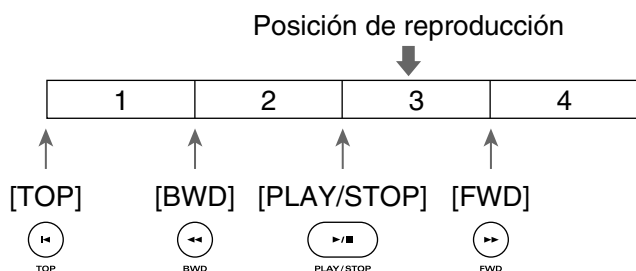 Posición de reproducción
1 2 3 4
[TOP] [BWD] [PLAY/STOP] [FWD]
TOP BWD PLAY/STOP FWD